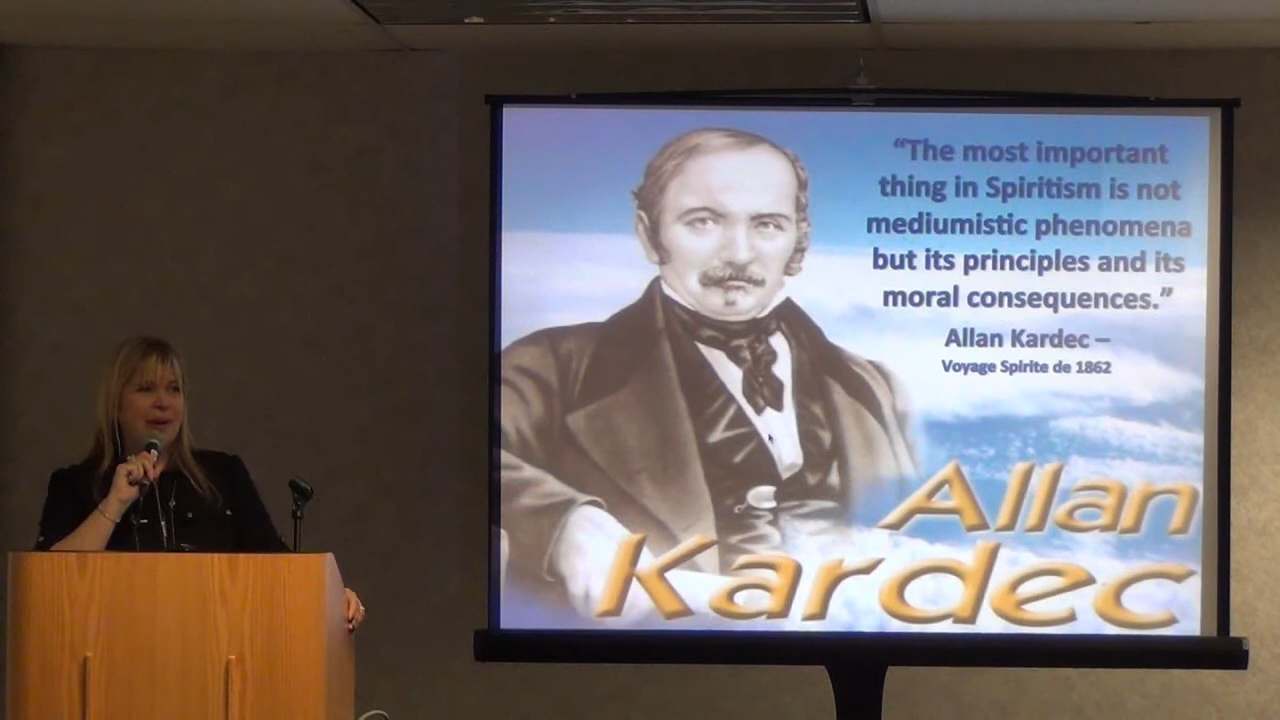 “The most important
thing in Spiritism is not
mediumistic phenomena
but its principles and its
moral consequences.”
Allan Kardec –
Voyage Spirite de 1862
Allan
Kardec